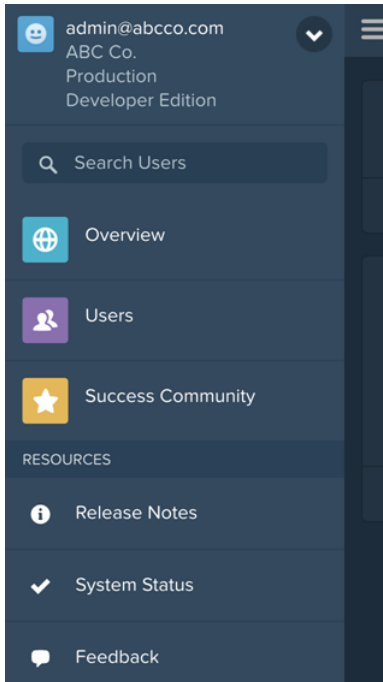 admin@abcco.com
ABC Co.
Production
Developer Edition
Search Users
Overview
Users
Success Community
RESOURCES
Release Notes
System Status
Feedback